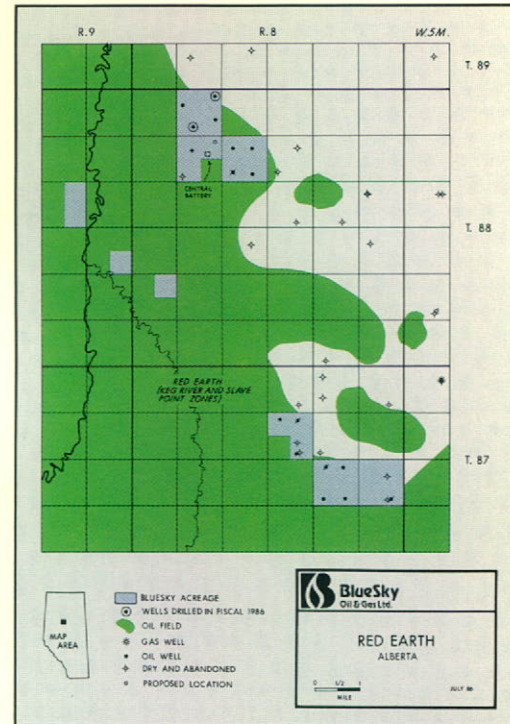 R.9 R.8 W.5M.
T. 89
CENTRAL
BATTERY
T. 88
RED EARTH
(KEG RIVER AND SLAVE
POINT ZONES)
T. 87
MAP
AREA
BLUESKY ACREAGE
WELLS DRILLED IN FISCAL 1986
OIL FIELD
GAS WELL
OIL WELL
DRY AND ABANDONED
PROPOSED LOCATION
BlueSky
Oil & Gas Ltd.
RED EARTH
ALBERTA
0 1/2 1
MILE
JULY 86